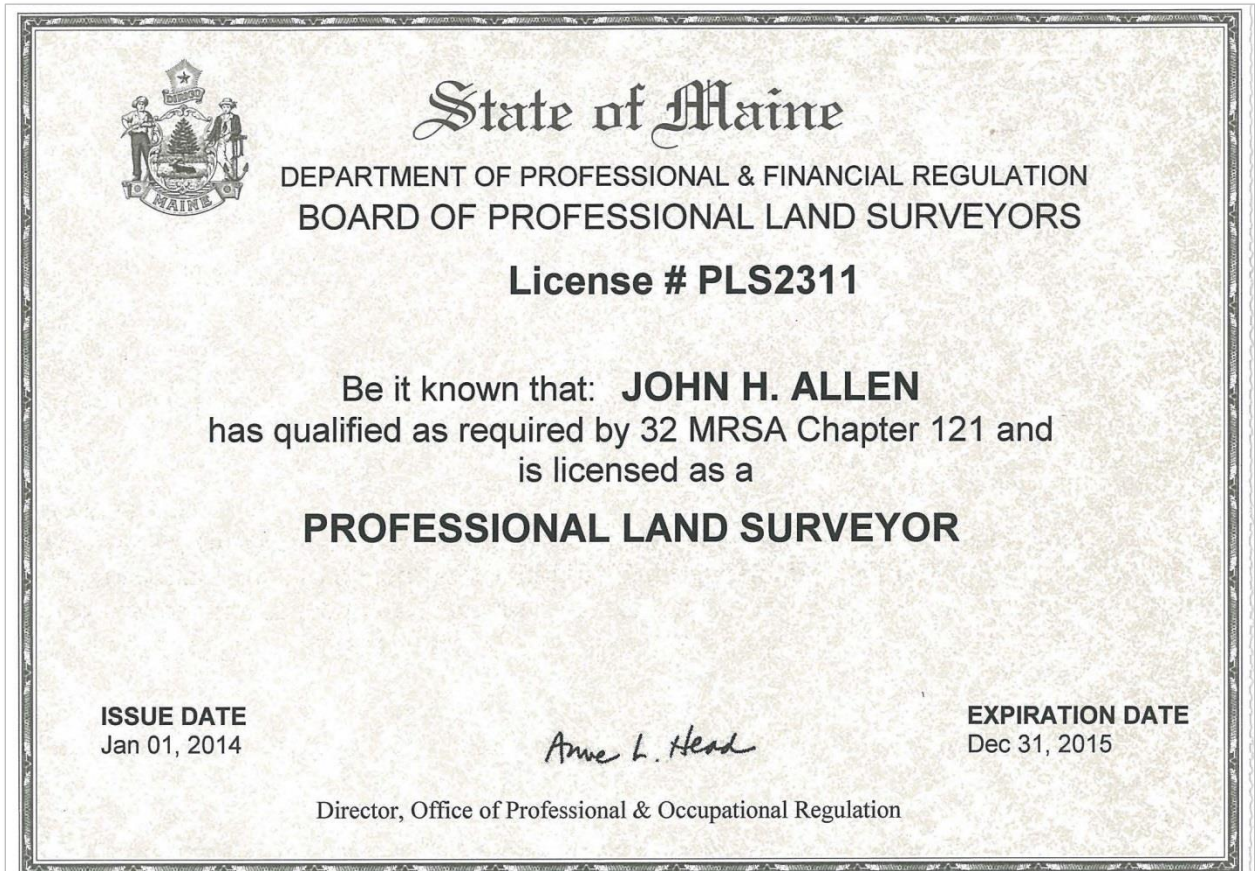 DIRIGO
MAINE
State of Maine
DEPARTMENT OF PROFESSIONAL & FINANCIAL REGULATION
BOARD OF PROFESSIONAL LAND SURVEYORS
License # PLS2311
Be it known that: JOHN H. ALLEN
has qualified as required by 32 MRSA Chapter 121 and
is licensed as a
PROFESSIONAL LAND SURVEYOR
ISSUE DATE
Jan 01, 2014
Anne L. Head
EXPIRATION DATE
Dec 31, 2015
Director, Office of Professional & Occupational Regulation